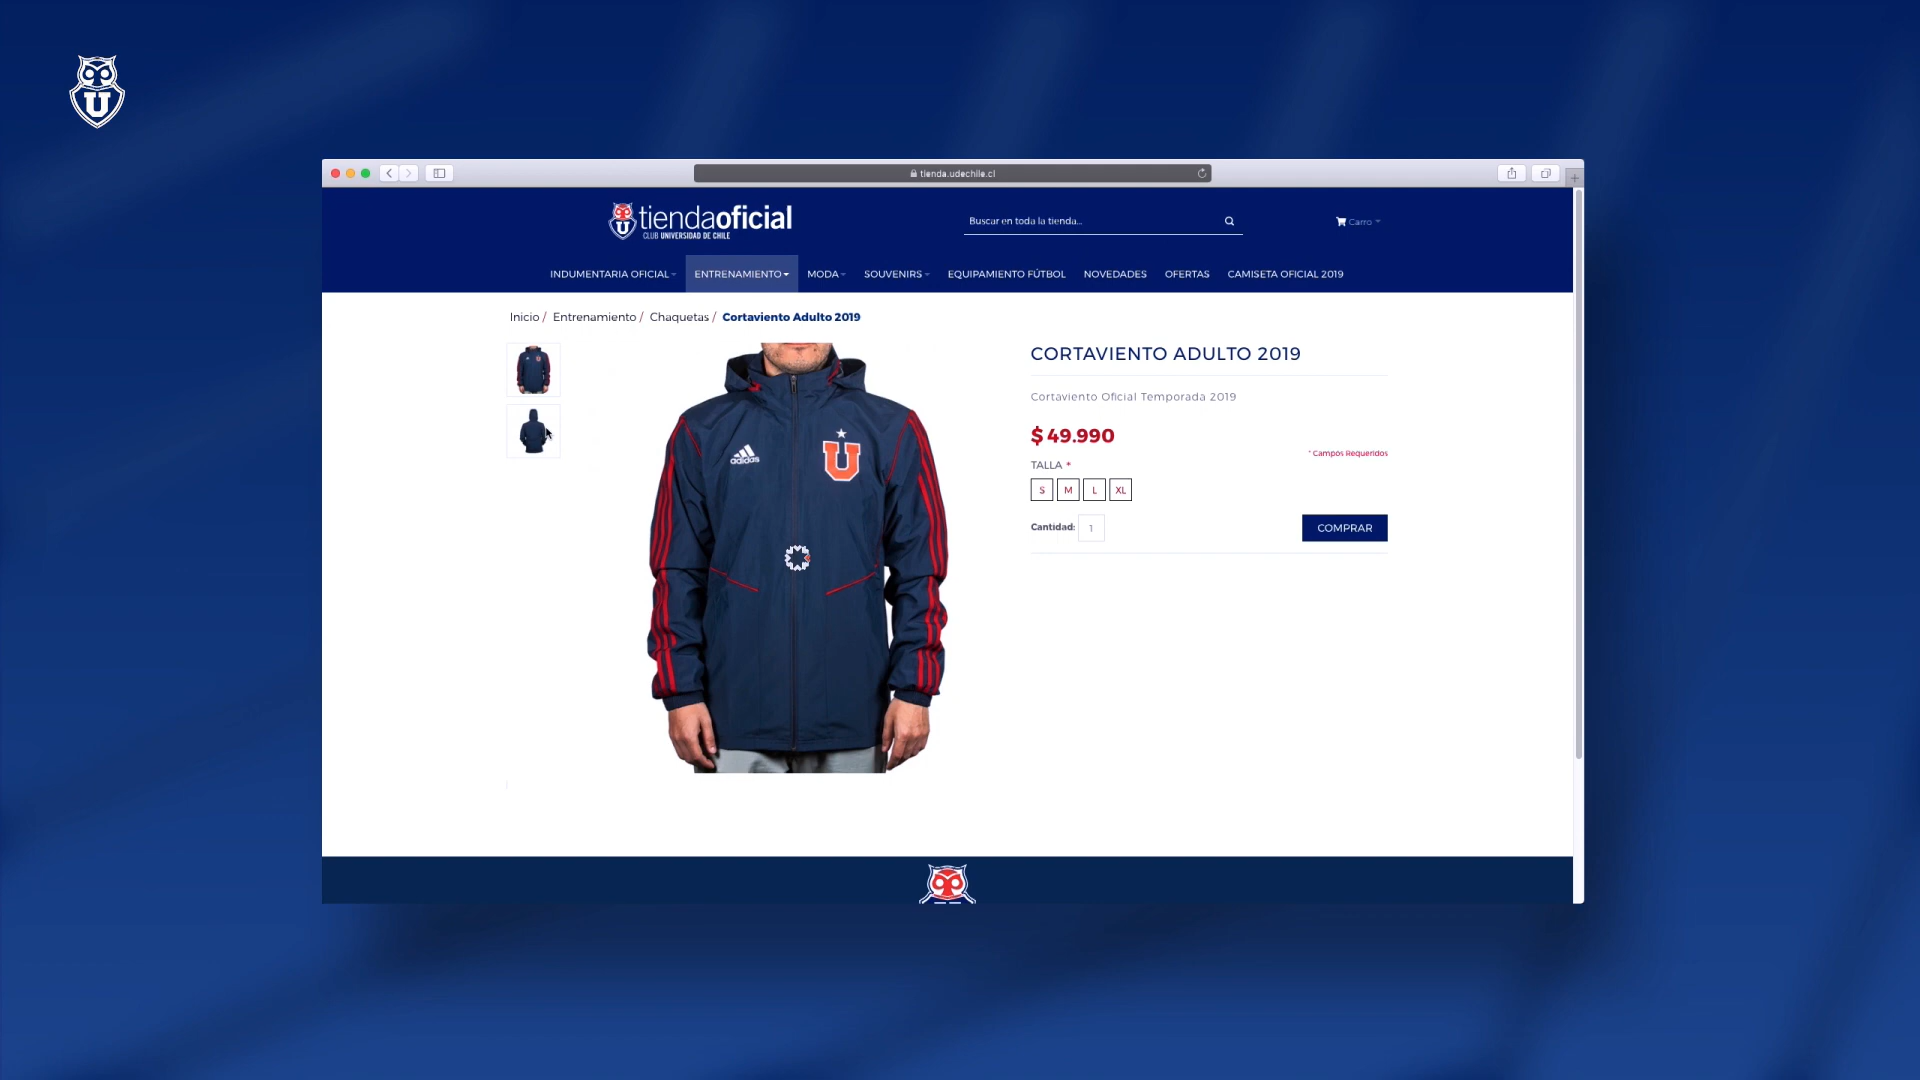 U
tienda.udechile.cl
U tiendaoficial
CLUB UNIVERSIDAD DE CHILE
Buscar en toda la tienda...
Carro
INDUMENTARIA OFICIAL ENTRENAMIENTO MODA SOUVENIRS EQUIPAMIENTO FÚTBOL NOVEDADES OFERTAS CAMISETA OFICIAL 2019
Inicio / Entrenamiento / Chaquetas / Cortaviento Adulto 2019
adidas
U
CORTAVIENTO ADULTO 2019
Cortaviento Oficial Temporada 2019
$ 49.990
* Campos Requeridos
TALLA *
S M L XL
Cantidad: 1
COMPRAR